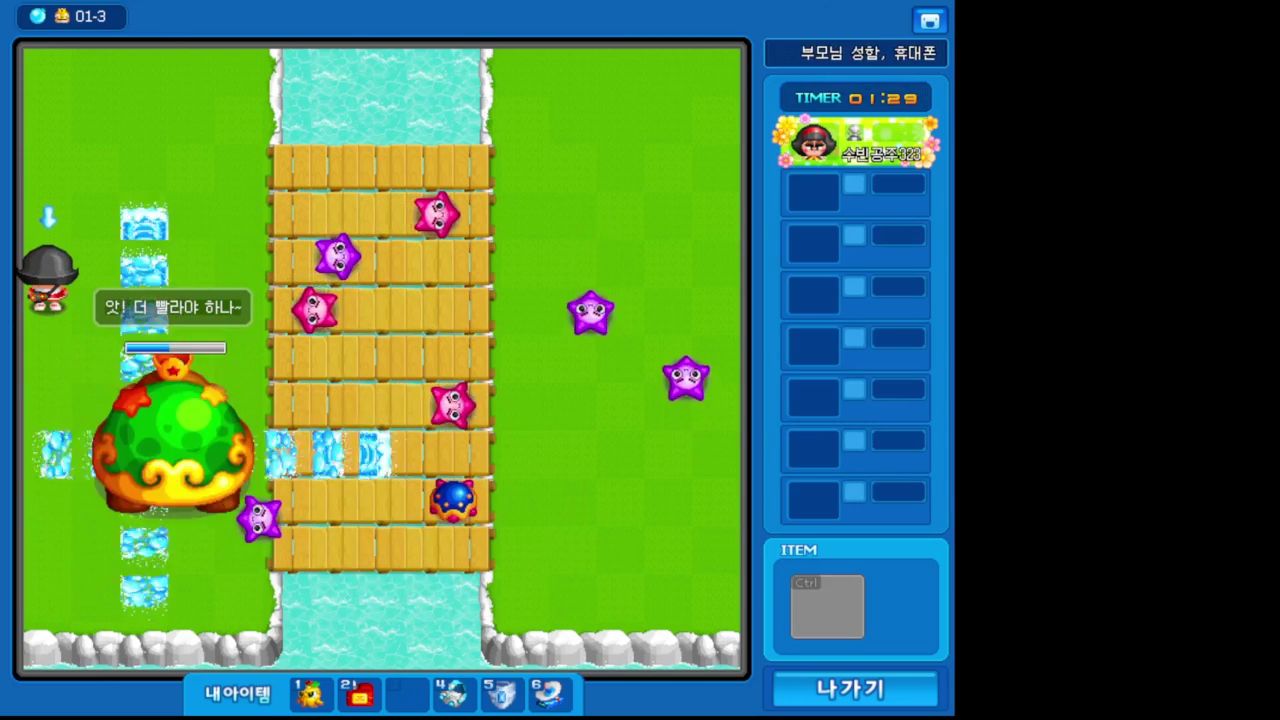 01-3
부모님 성함, 휴대폰
TIMER 01:29
수빈공주323
앗! 더 빨라야 하나~
ITEM
Ctrl
내아이템
1
2
4
5
6
나가기